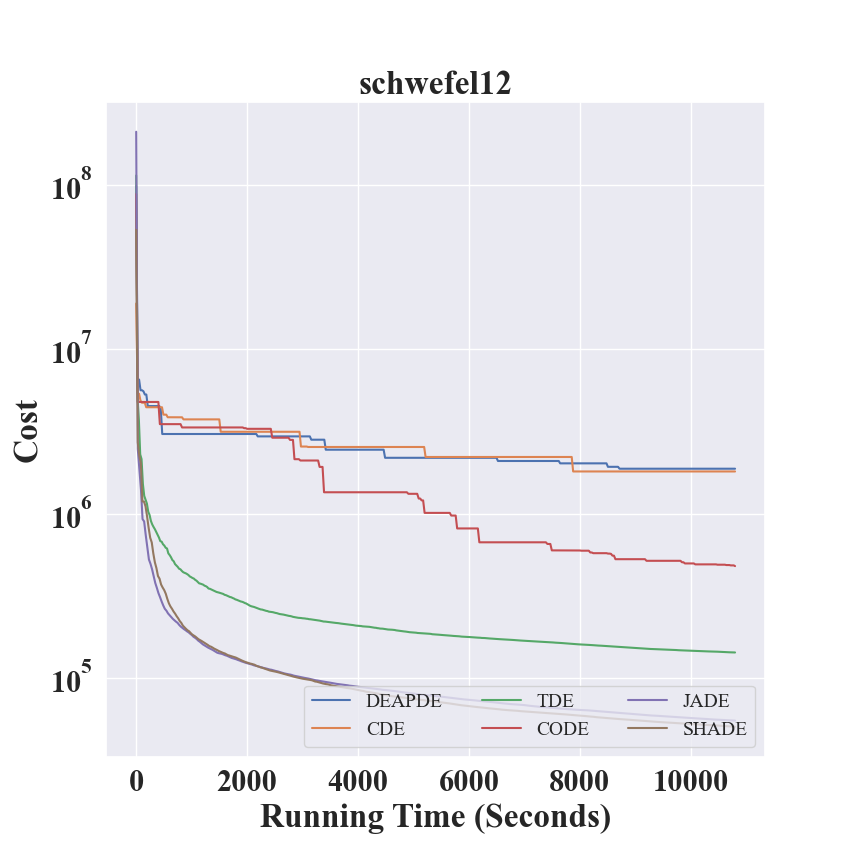 schwefel12
Cost
10^8
10^7
10^6
10^5
DEAPDE TDE JADE
CDE CODE SHADE
0 2000 4000 6000 8000 10000
Running Time (Seconds)